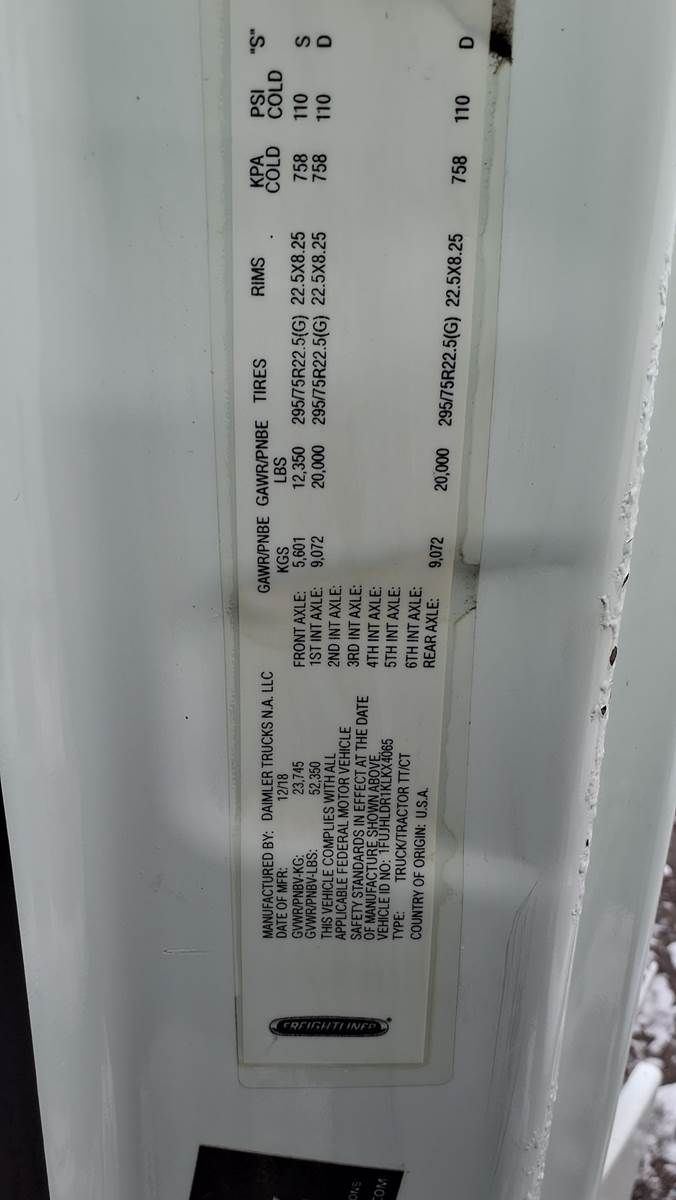 FREIGHTLINER
MANUFACTURED BY: DAIMLER TRUCKS N.A. LLC
DATE OF MFR: 12/18
GVWR/PNBV-KG: 23,745
GVWR/PNBV-LBS: 52,350
THIS VEHICLE COMPLIES WITH ALL
APPLICABLE FEDERAL MOTOR VEHICLE
SAFETY STANDARDS IN EFFECT AT THE DATE
OF MANUFACTURE SHOWN ABOVE
VEHICLE ID NO: 1FUJHLDR1KLKX4065
TYPE: TRUCK/TRACTOR TT/CT
COUNTRY OF ORIGIN: U.S.A.
GAWR/PNBE GAWR/PNBE TIRES RIMS KPA PSI "S"
KGS LBS COLD COLD
FRONT AXLE: 5,601 12,350 295/75R22.5(G) 22.5X8.25 758 110 S
1ST INT AXLE: 9,072 20,000 295/75R22.5(G) 22.5X8.25 758 110 D
2ND INT AXLE:
3RD INT AXLE:
4TH INT AXLE:
5TH INT AXLE:
6TH INT AXLE:
REAR AXLE: 9,072 20,000 295/75R22.5(G) 22.5X8.25 758 110 D
ONS
COM